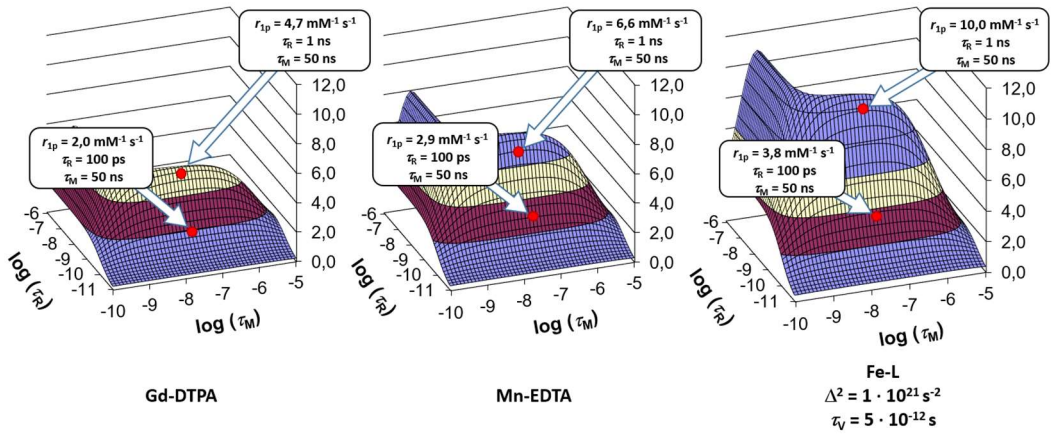 r1p = 4,7 mM⁻¹ s⁻¹
τR = 1 ns
τM = 50 ns
r1p = 2,0 mM⁻¹ s⁻¹
τR = 100 ps
τM = 50 ns
12,0
10,0
8,0
6,0
4,0
2,0
0,0
-6
-7
-8
-9
-10
-11
log (τR)
-10
-9
-8
-7
-6
-5
log (τM)
Gd-DTPA
r1p = 6,6 mM⁻¹ s⁻¹
τR = 1 ns
τM = 50 ns
r1p = 2,9 mM⁻¹ s⁻¹
τR = 100 ps
τM = 50 ns
12,0
10,0
8,0
6,0
4,0
2,0
0,0
-6
-7
-8
-9
-10
-11
log (τR)
-10
-9
-8
-7
-6
-5
log (τM)
Mn-EDTA
r1p = 10,0 mM⁻¹ s⁻¹
τR = 1 ns
τM = 50 ns
r1p = 3,8 mM⁻¹ s⁻¹
τR = 100 ps
τM = 50 ns
12,0
10,0
8,0
6,0
4,0
2,0
0,0
-6
-7
-8
-9
-10
-11
log (τR)
-10
-9
-8
-7
-6
-5
log (τM)
Fe-L
Δ² = 1 · 10²¹ s⁻²
τV = 5 · 10⁻¹² s